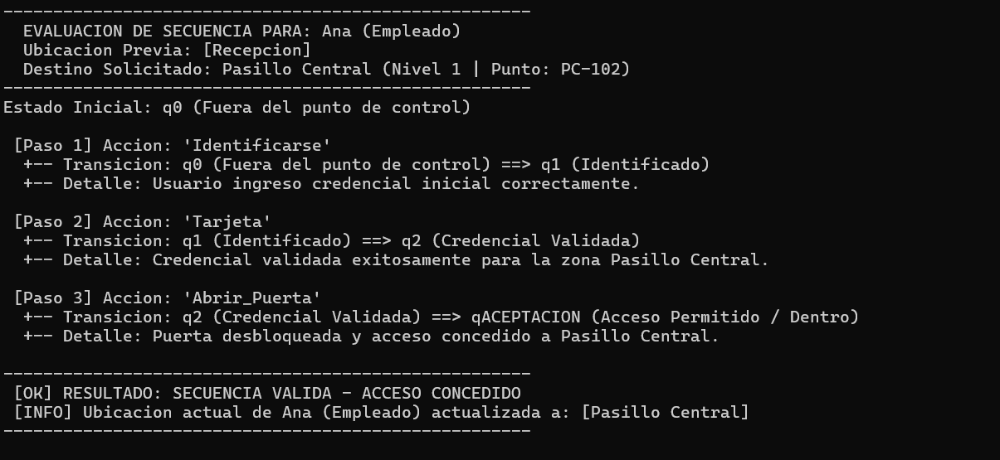 -----------------------------------------------------
  EVALUACION DE SECUENCIA PARA: Ana (Empleado)
  Ubicacion Previa: [Recepcion]
  Destino Solicitado: Pasillo Central (Nivel 1 | Punto: PC-102)
-----------------------------------------------------
Estado Inicial: q0 (Fuera del punto de control)

 [Paso 1] Accion: 'Identificarse'
  +-- Transicion: q0 (Fuera del punto de control) ==> q1 (Identificado)
  +-- Detalle: Usuario ingreso credencial inicial correctamente.

 [Paso 2] Accion: 'Tarjeta'
  +-- Transicion: q1 (Identificado) ==> q2 (Credencial Validada)
  +-- Detalle: Credencial validada exitosamente para la zona Pasillo Central.

 [Paso 3] Accion: 'Abrir_Puerta'
  +-- Transicion: q2 (Credencial Validada) ==> qACEPTACION (Acceso Permitido / Dentro)
  +-- Detalle: Puerta desbloqueada y acceso concedido a Pasillo Central.

-----------------------------------------------------
 [OK] RESULTADO: SECUENCIA VALIDA - ACCESO CONCEDIDO
 [INFO] Ubicacion actual de Ana (Empleado) actualizada a: [Pasillo Central]
-----------------------------------------------------